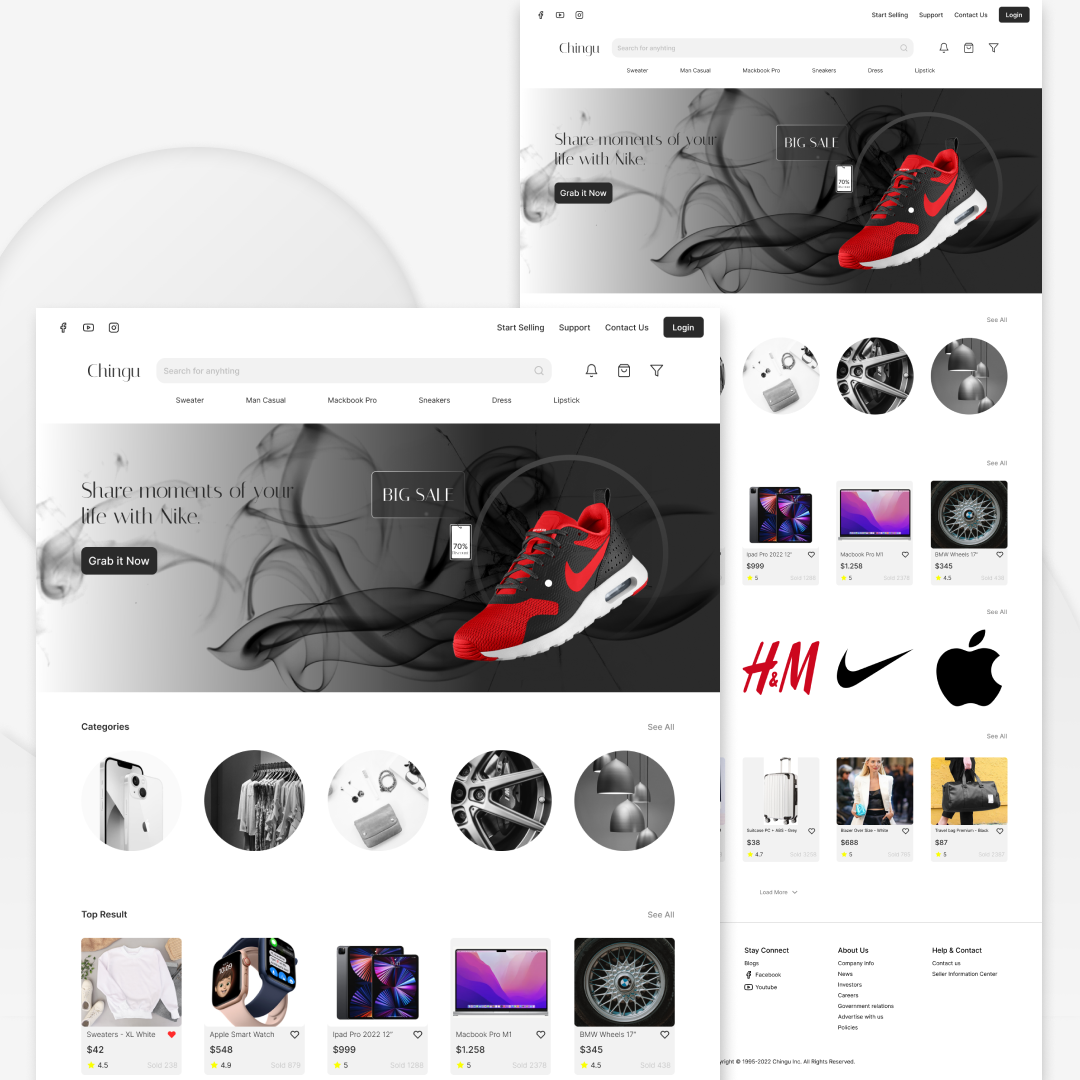 Start Selling
Support
Contact Us
Login
Chingu
Search for anyhting
Sweater
Man Casual
Mackbook Pro
Sneakers
Dress
Lipstick
Share moments of your
life with Nike.
BIG SALE
70%
Grab it Now
See All
See All
Ipad Pro 2022 12"
Macbook Pro M1
BMW Wheels 17"
$999
$1.258
$345
5
Sold 1288
5
Sold 2378
4.5
Sold 438
See All
H&M
See All
Suitcase PC + ABS - Grey
Blazer Over Size - White
Travel bag Premium - Black
$38
$688
$87
4.7
5
5
Load More
Stay Connect
About Us
Help & Contact
Blogs
Company info
Contact us
Facebook
News
Seller Information Center
Youtube
Investors
Careers
Government relations
Advertise with us
Policies
© 1995-2022 Chingu Inc. All Rights Reserved.
Start Selling
Support
Contact Us
Login
Chingu
Search for anyhting
Sweater
Man Casual
Mackbook Pro
Sneakers
Dress
Lipstick
Share moments of your
life with Nike.
BIG SALE
70%
Grab it Now
Categories
See All
Top Result
See All
10:09
Sweaters - XL White
Apple Smart Watch
Ipad Pro 2022 12"
Macbook Pro M1
BMW Wheels 17"
$42
$548
$999
$1.258
$345
4.5
Sold 238
4.9
Sold 879
5
Sold 1288
5
Sold 2378
4.5
Sold 438